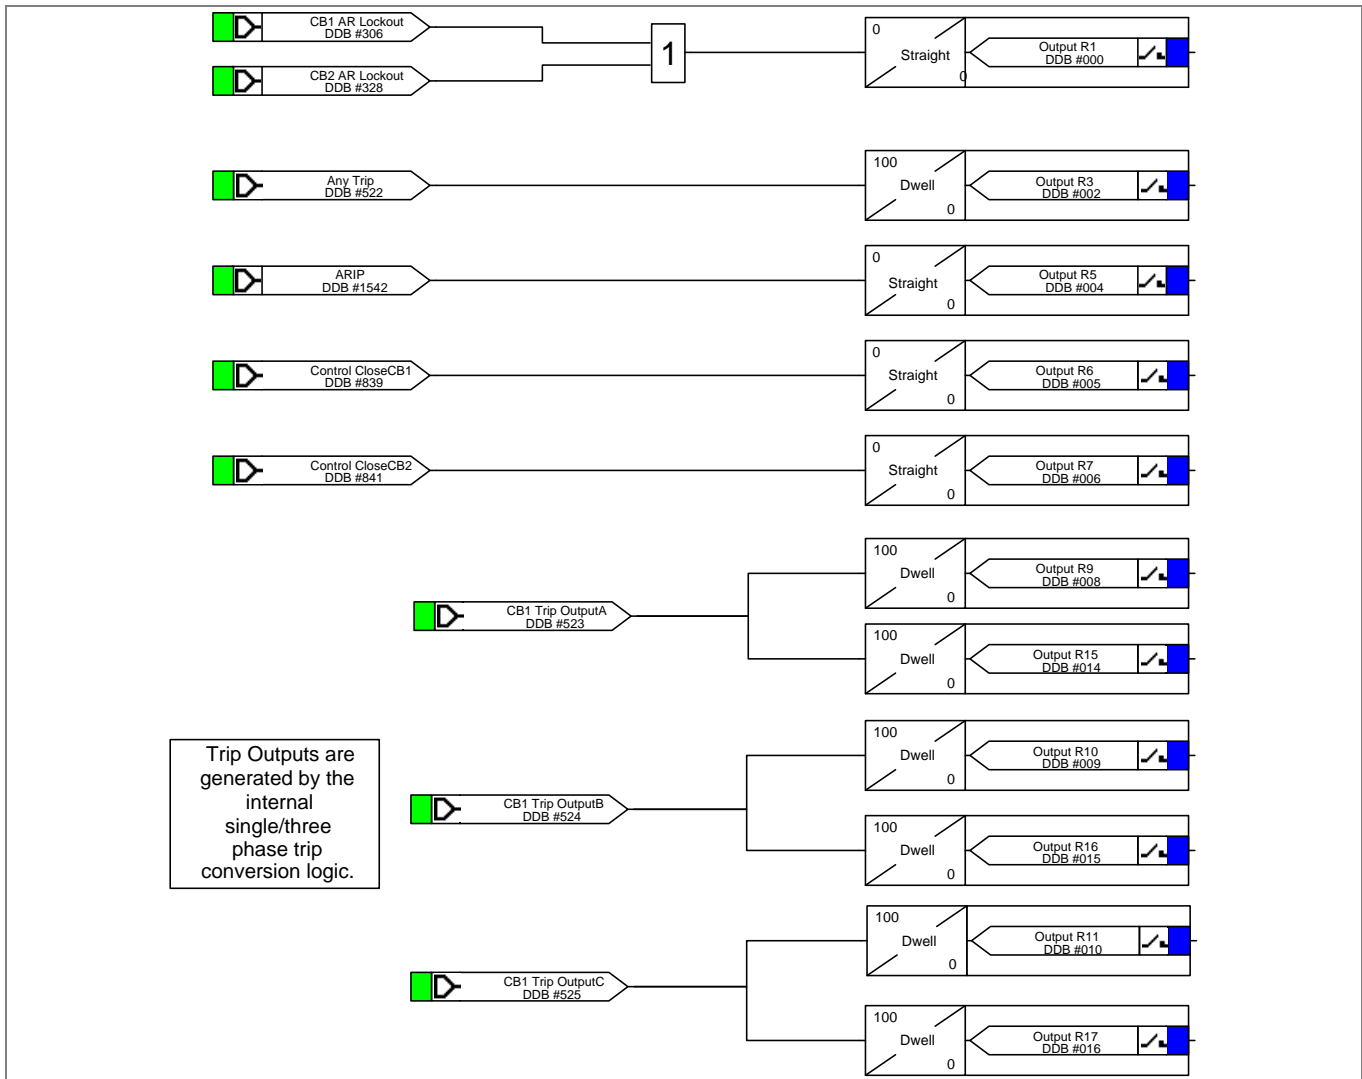 CB1 AR Lockout
DDB #306
CB2 AR Lockout
DDB #328
1
0
Straight
0
Output R1
DDB #000
Any Trip
DDB #522
100
Dwell
0
Output R3
DDB #002
ARIP
DDB #1542
0
Straight
0
Output R5
DDB #004
Control CloseCB1
DDB #839
0
Straight
0
Output R6
DDB #005
Control CloseCB2
DDB #841
0
Straight
0
Output R7
DDB #006
CB1 Trip OutputA
DDB #523
100
Dwell
0
Output R9
DDB #008
100
Dwell
0
Output R15
DDB #014
Trip Outputs are
generated by the
internal
single/three
phase trip
conversion logic.
CB1 Trip OutputB
DDB #524
100
Dwell
0
Output R10
DDB #009
100
Dwell
0
Output R16
DDB #015
CB1 Trip OutputC
DDB #525
100
Dwell
0
Output R11
DDB #010
100
Dwell
0
Output R17
DDB #016